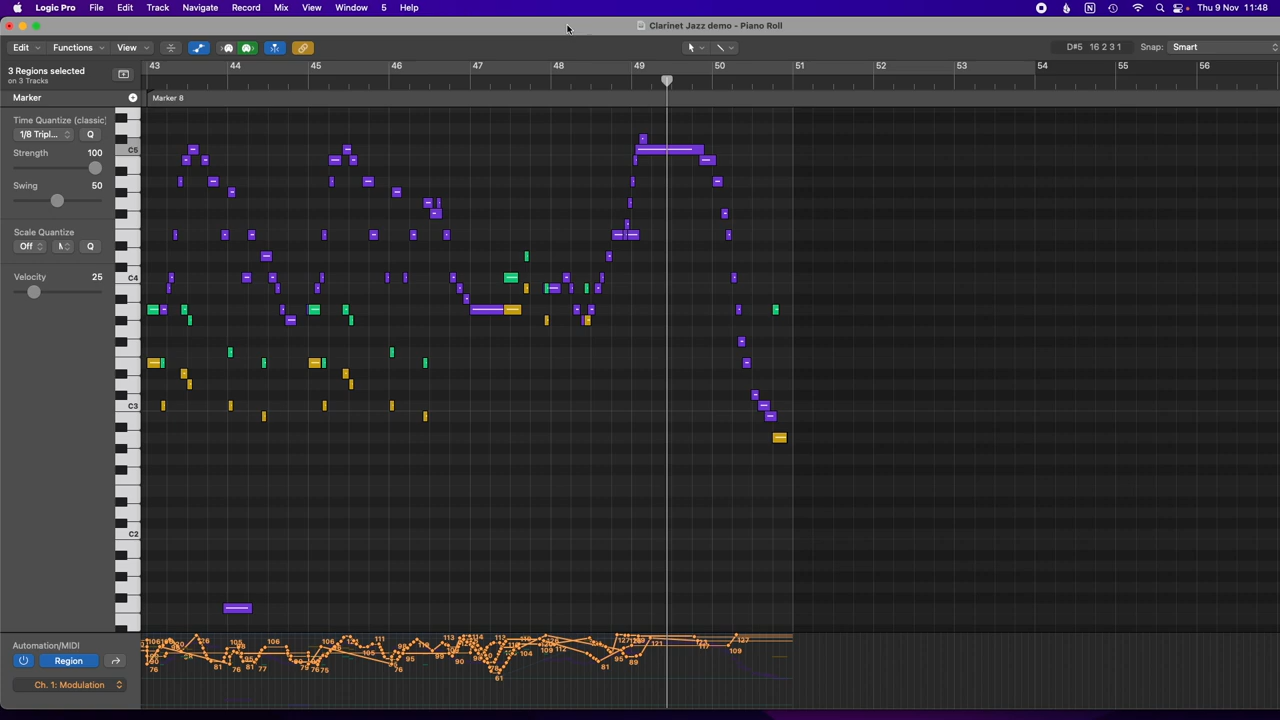 Logic Pro File Edit Track Navigate Record Mix View Window 5 Help Thu 9 Nov 11:48
Clarinet Jazz demo - Piano Roll
Edit Functions View D#5 16 2 3 1 Snap: Smart
3 Regions selected
on 3 Tracks
43 44 45 46 47 48 49 50 51 52 53 54 55 56
Marker
Marker 8
Time Quantize (classic)
1/8 Tripl... Q
Strength 100
Swing 50
Scale Quantize
Off Q
Velocity 25
C5
C4
C3
C2
Automation/MIDI
Region
Ch. 1: Modulation